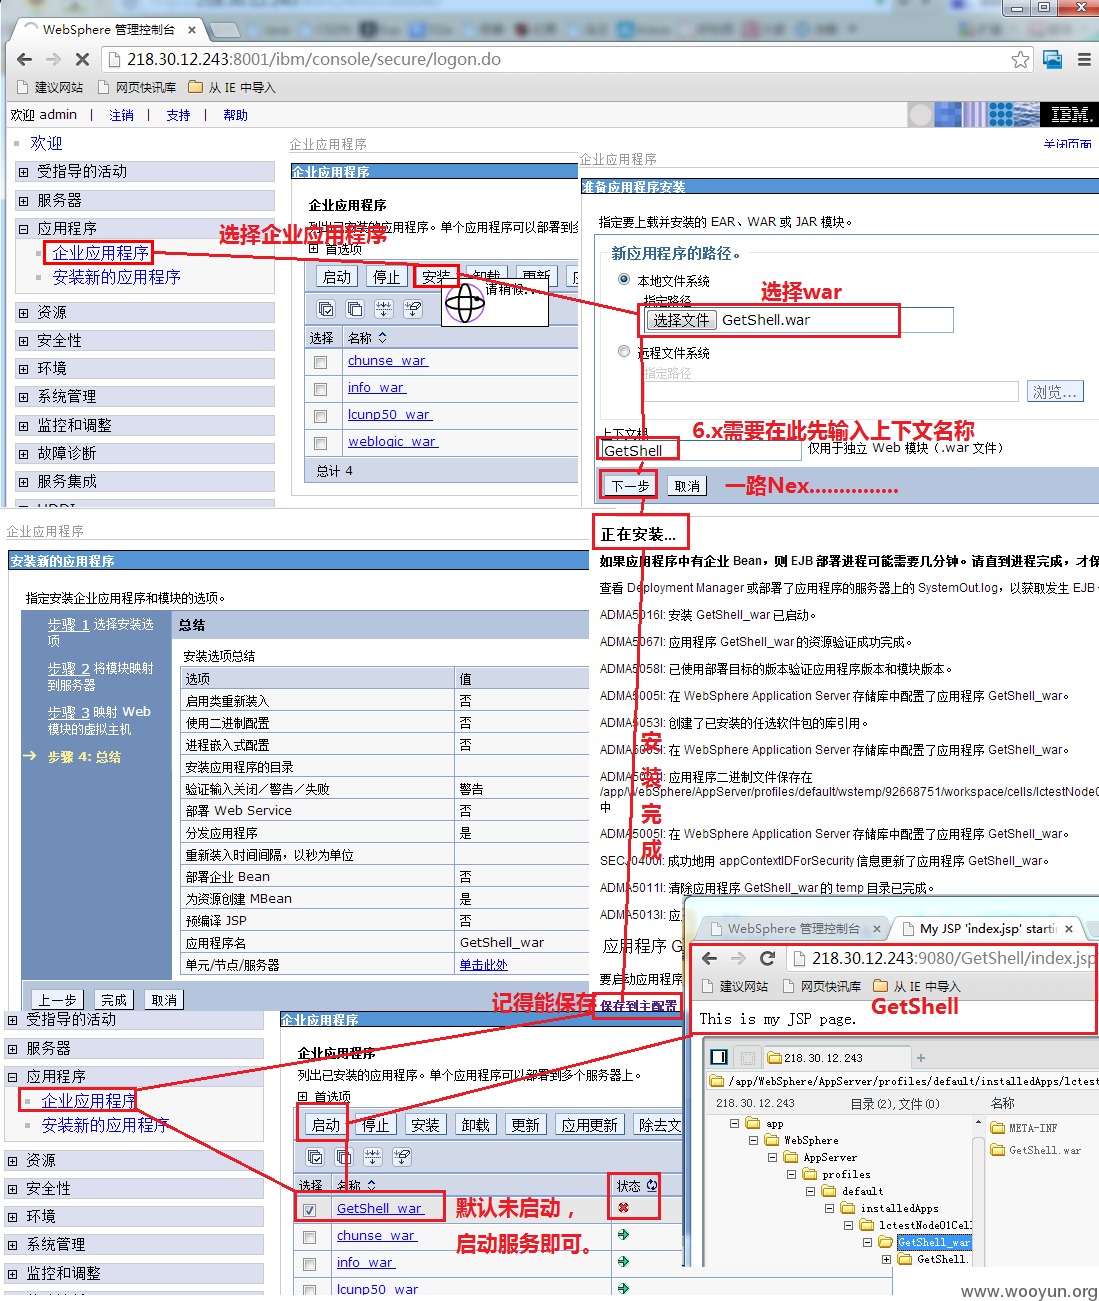 WebSphere 管理控制台
218.30.12.243:8001/ibm/console/secure/logon.do
建议网站 网页快讯库 从 IE 中导入
欢迎 admin | 注销 | 支持 | 帮助
IBM.
关闭页面
欢迎
受指导的活动
服务器
应用程序
企业应用程序
安装新的应用程序
资源
安全性
环境
系统管理
监控和调整
故障诊断
服务集成
UDDI
企业应用程序
企业应用程序
企业应用程序
列出已安装的应用程序。单个应用程序可以部署到多
选择企业应用程序
首选项
启动 停止 安装 卸载 更新
请稍候...
选择 名称
chunse_war
info_war
lcunp50_war
weblogic_war
总计 4
企业应用程序
准备应用程序安装
指定要上载并安装的 EAR、WAR 或 JAR 模块。
新应用程序的路径。
本地文件系统
选择war
指定路径
选择文件 GetShell.war
远程文件系统
指定路径
浏览...
6.x需要在此先输入上下文名称
上下文根
GetShell 仅用于独立 Web 模块（.war 文件）
下一步 取消 一路Nex...............
企业应用程序
安装新的应用程序
指定安装企业应用程序和模块的选项。
步骤 1 选择安装选
项
步骤 2 将模块映射
到服务器
步骤 3 映射 Web
模块的虚拟主机
步骤 4: 总结
总结
安装选项总结
选项 值
启用类重新装入 否
使用二进制配置 否
进程嵌入式配置 否
安装应用程序的目录
验证输入关闭／警告／失败 警告
部署 Web Service 否
分发应用程序 是
重新装入时间间隔，以秒为单位
部署企业 Bean 否
为资源创建 MBean 是
预编译 JSP 否
应用程序名 GetShell_war
单元/节点/服务器 单击此处
上一步 完成 取消
正在安装...
如果应用程序中有企业 Bean，则 EJB 部署进程可能需要几分钟。请直到进程完成，才保
查看 Deployment Manager 或部署了应用程序的服务器上的 SystemOut.log，以获取发生 EJB
ADMA5016I: 安装 GetShell_war 已启动。
ADMA5067I: 应用程序 GetShell_war 的资源验证成功完成。
ADMA5058I: 已使用部署目标的版本验证应用程序版本和模块版本。
ADMA5005I: 在 WebSphere Application Server 存储库中配置了应用程序 GetShell_war。
ADMA5053I: 创建了已安装的任选软件包的库引用。
ADMA5005I: 在 WebSphere Application Server 存储库中配置了应用程序 GetShell_war。
应用程序二进制文件保存在
/app/WebSphere/AppServer/profiles/default/wstemp/92668751/workspace/cells/lctestNode0
中
ADMA5005I: 在 WebSphere Application Server 存储库中配置了应用程序 GetShell_war。
SECJ0400I: 成功地用 appContextIDForSecurity 信息更新了应用程序 GetShell_war。
ADMA5011I: 清除应用程序 GetShell_war 的 temp 目录已完成。
ADMA5013I: 应
应用程序 G
要启动应用程序
安装完成
记得能保存
保存到主配置
WebSphere 管理控制台 My JSP 'index.jsp' starti
218.30.12.243:9080/GetShell/index.jsp
建议网站 网页快讯库 从 IE 中导入
GetShell
This is my JSP page.
218.30.12.243
/app/WebSphere/AppServer/profiles/default/installedApps/lctest
218.30.12.243 目录(2),文件(0) 名称
app
WebSphere
AppServer
profiles
default
installedApps
lctestNode01Cell
GetShell_war
GetShell.
META-INF
GetShell.war
受指导的活动
服务器
应用程序
企业应用程序
安装新的应用程序
资源
安全性
环境
系统管理
监控和调整
企业应用程序
企业应用程序
列出已安装的应用程序。单个应用程序可以部署到多个服务器上。
首选项
启动 停止 安装 卸载 更新 应用更新 除去文
选择 名称 状态
GetShell_war
默认未启动，
启动服务即可。
chunse_war
info_war
lcunp50_war
www.wooyun.org